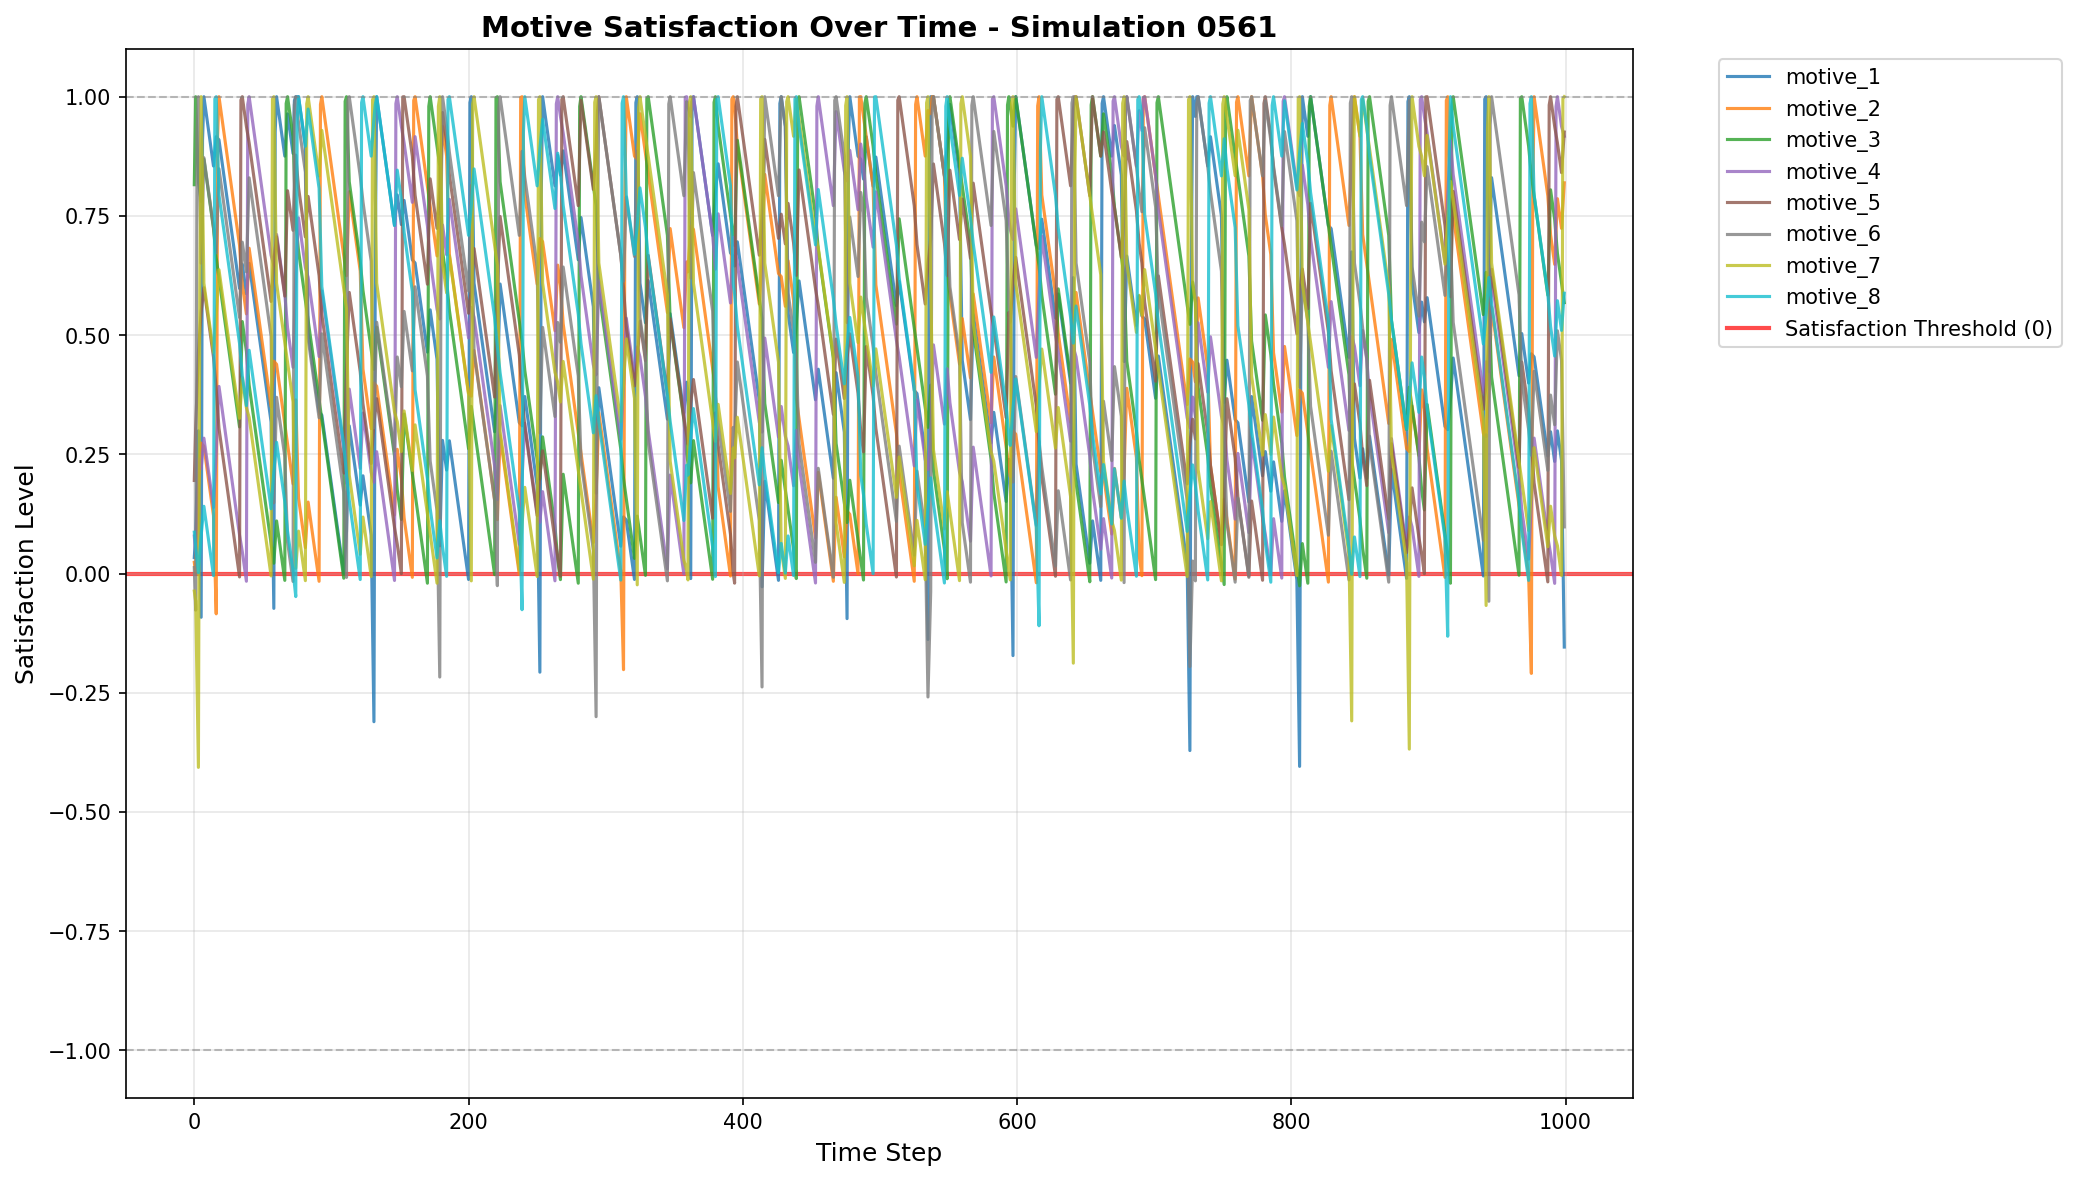 Motive Satisfaction Over Time - Simulation 0561
Satisfaction Level
1.00
0.75
0.50
0.25
0.00
−0.25
−0.50
−0.75
−1.00
0
200
400
600
800
1000
Time Step
motive_1
motive_2
motive_3
motive_4
motive_5
motive_6
motive_7
motive_8
Satisfaction Threshold (0)